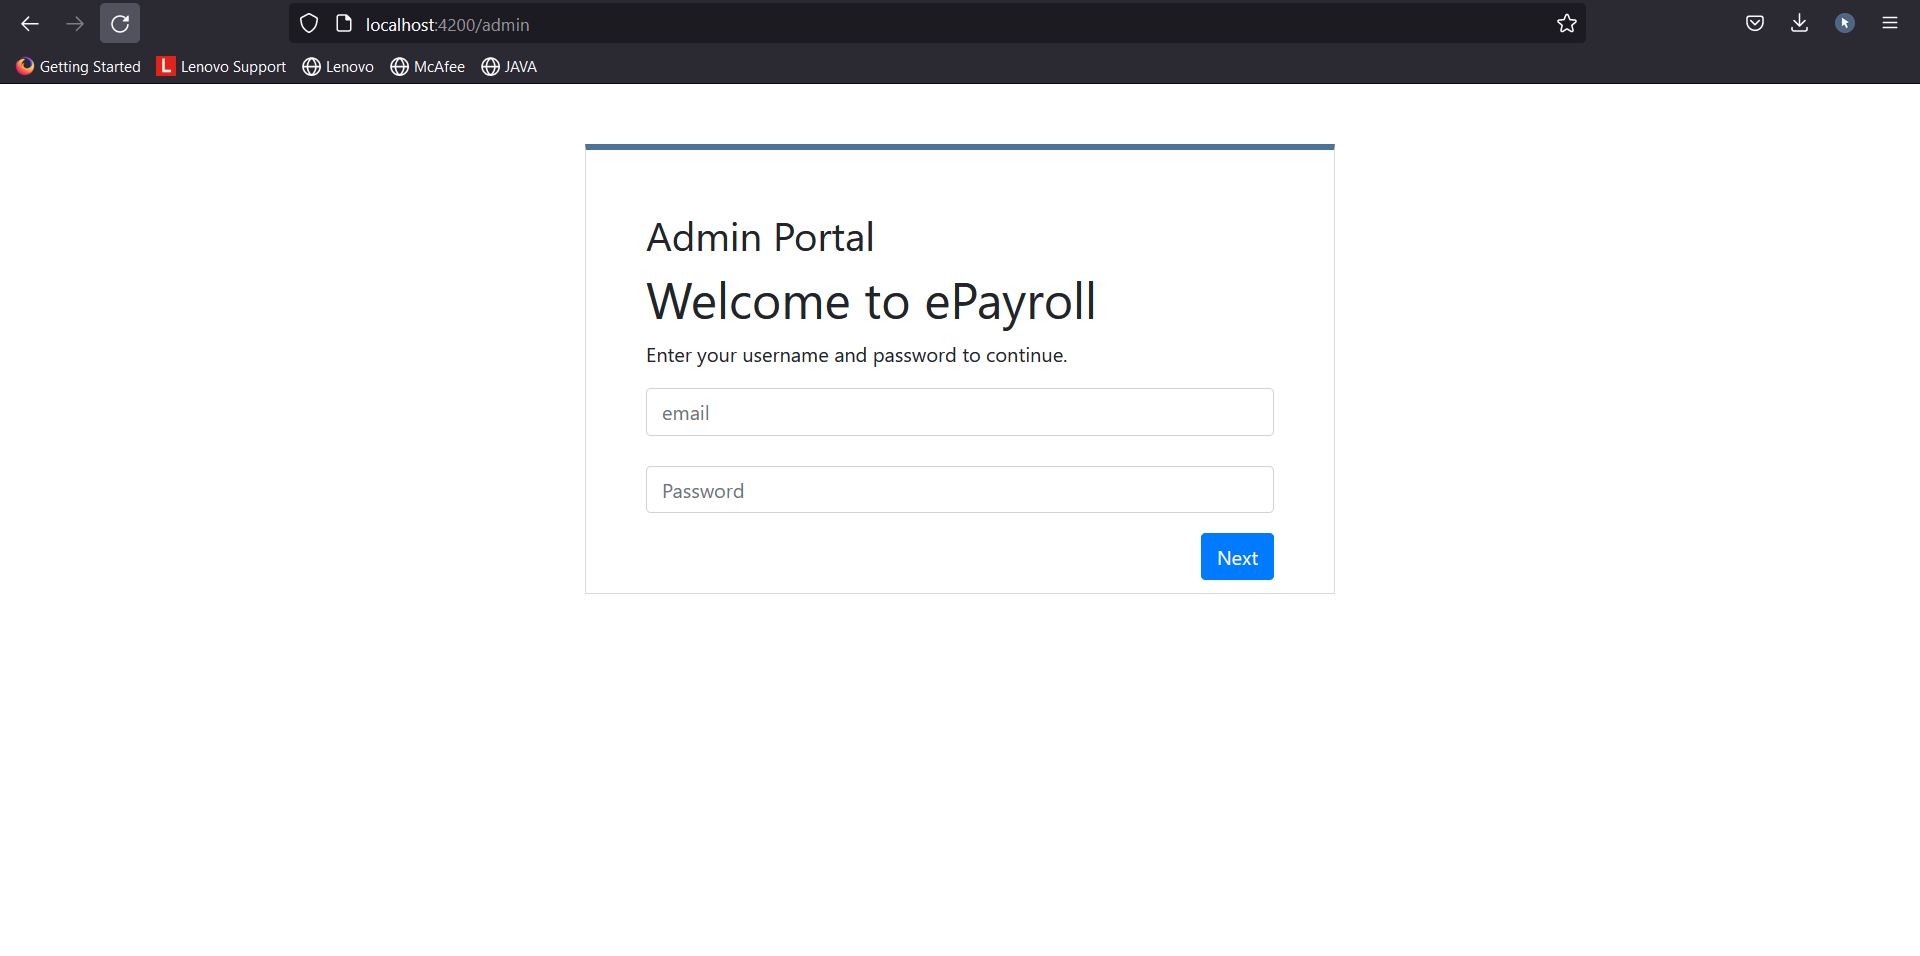 localhost:4200/admin
Getting Started
L Lenovo Support
Lenovo
McAfee
JAVA
Admin Portal
Welcome to ePayroll
Enter your username and password to continue.
email
Password
Next